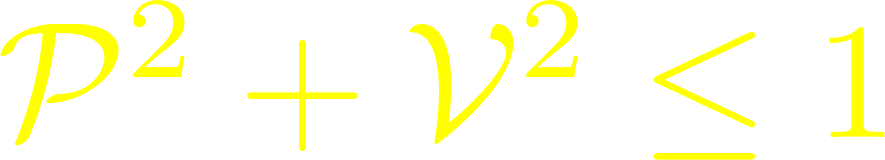 𝒫² + 𝒱² ≤ 1